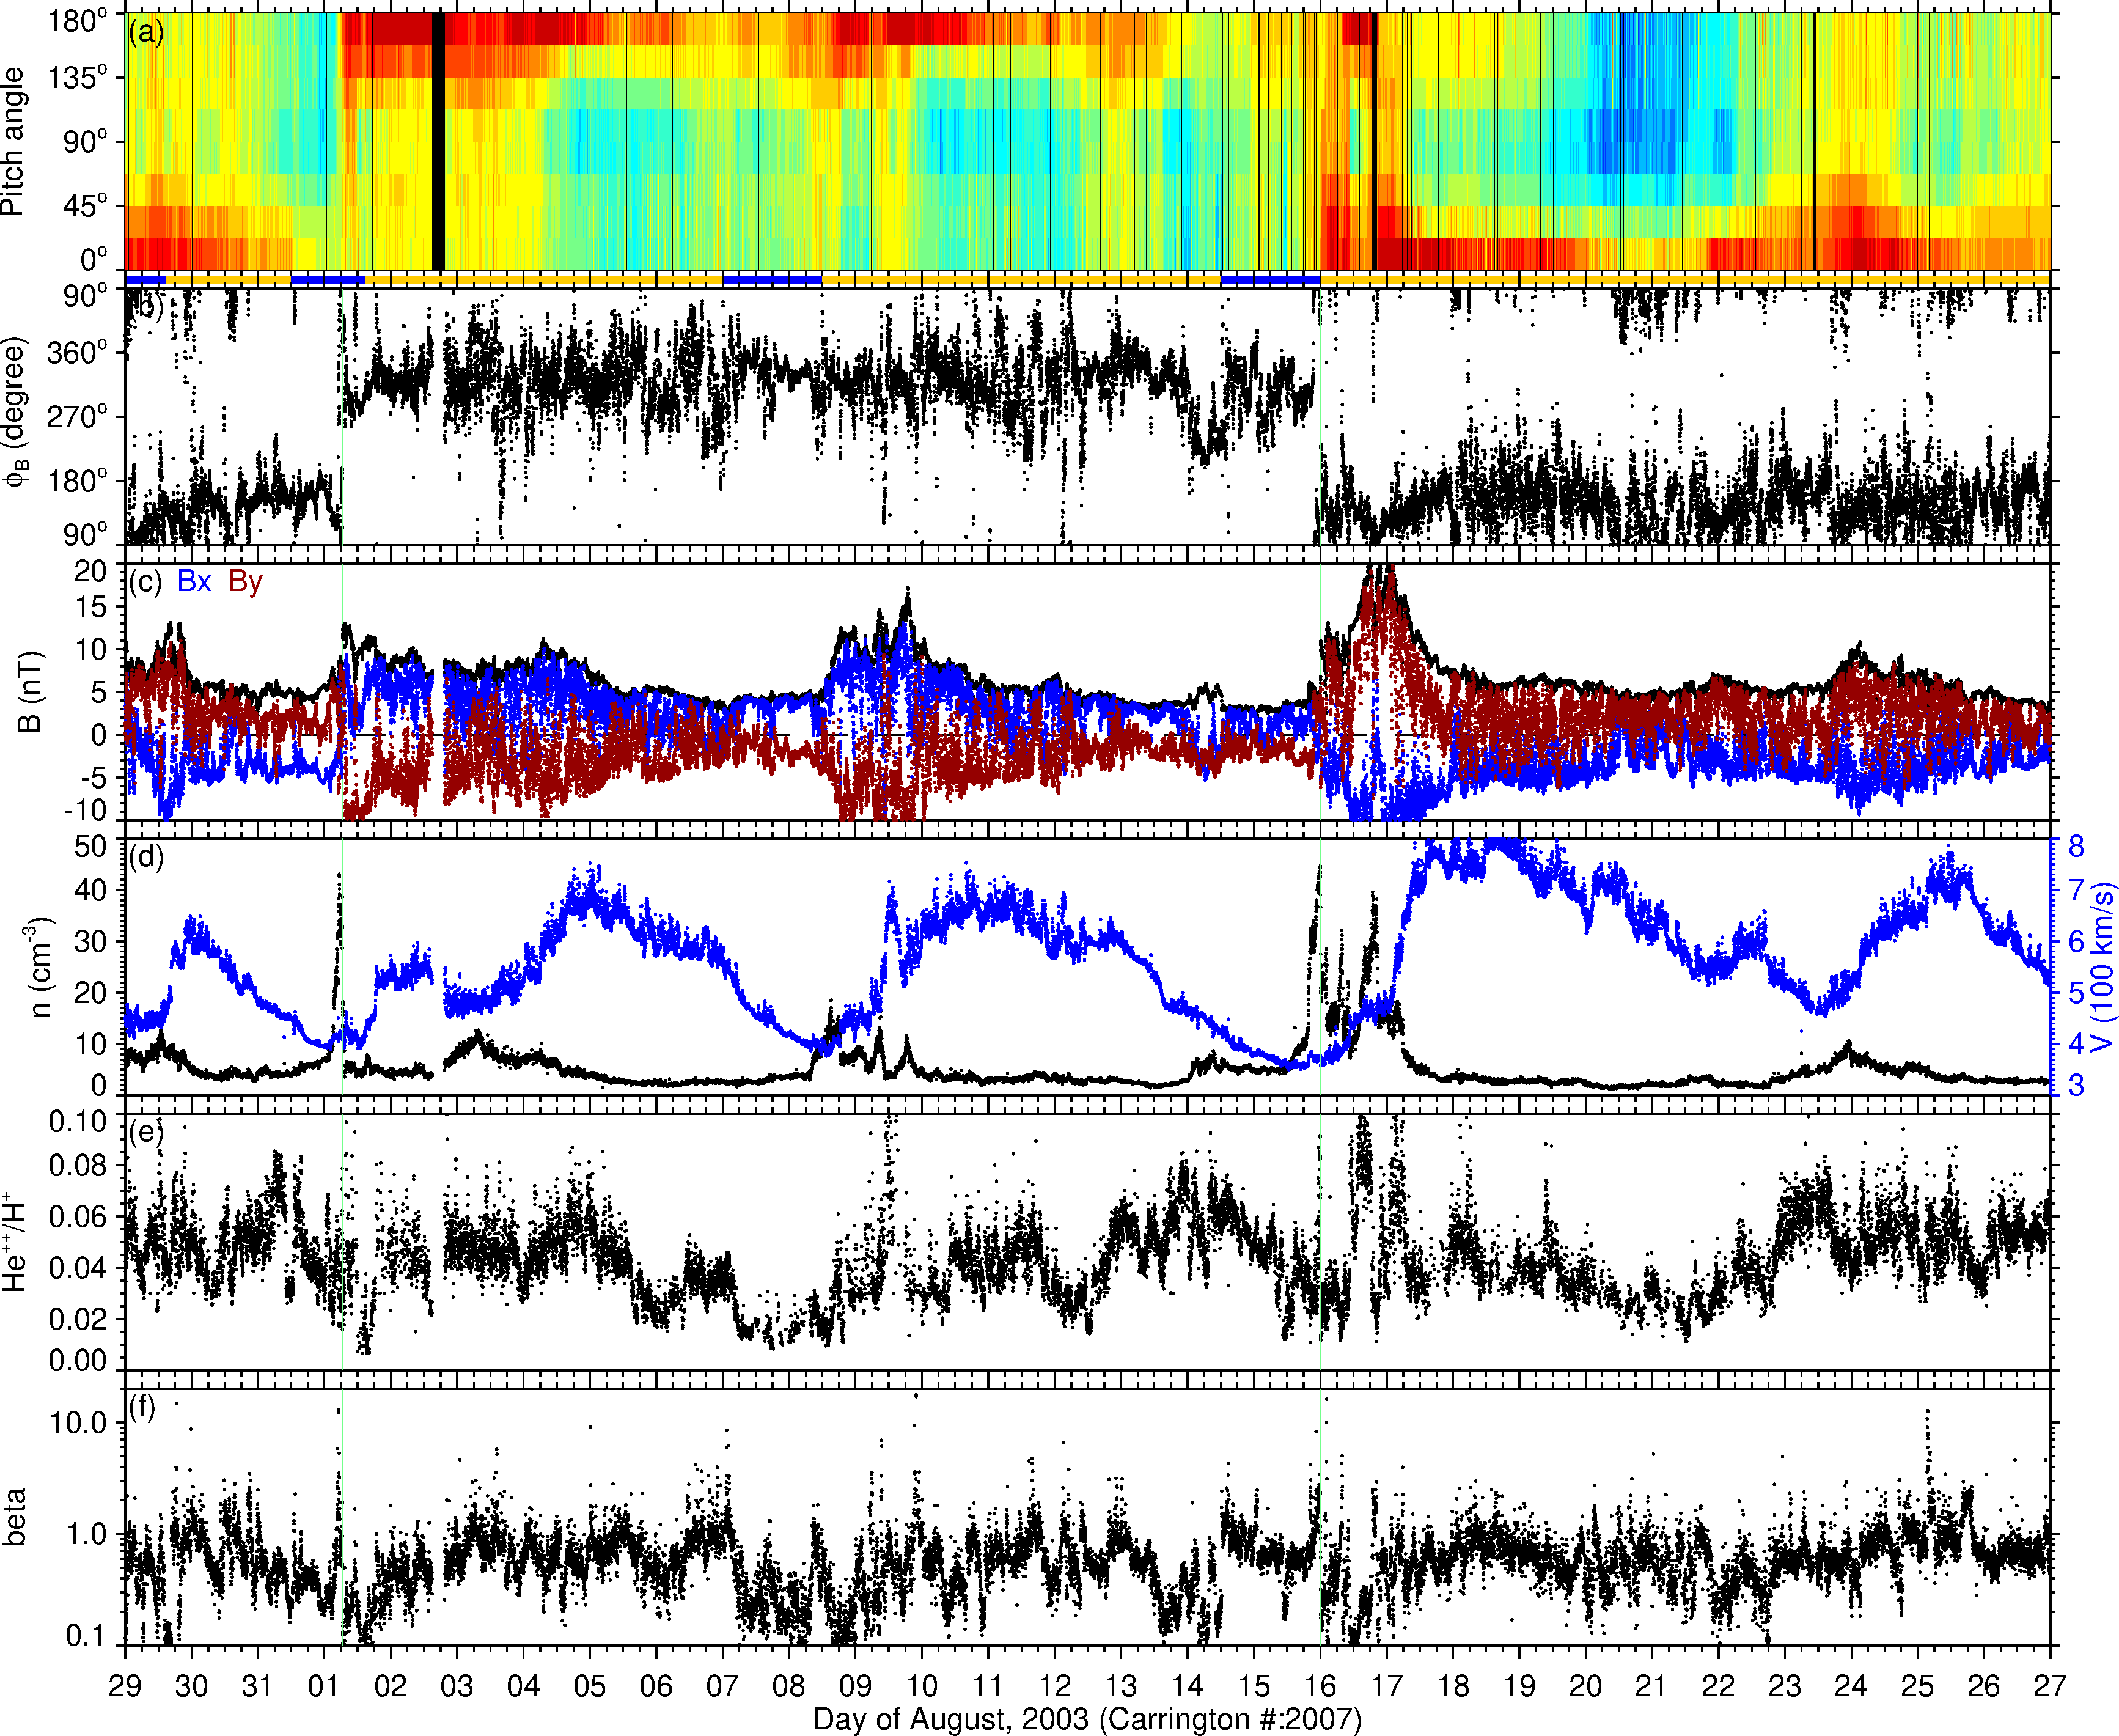 (a)
180°
135°
90°
45°
0°
Pitch angle
(b)
90°
360°
270°
180°
90°
ϕB (degree)
(c) Bx By
20
15
10
5
0
-5
-10
B (nT)
(d)
50
40
30
20
10
0
n (cm-3)
8
7
6
5
4
3
V (100 km/s)
(e)
0.10
0.08
0.06
0.04
0.02
0.00
He++/H+
(f)
10.0
1.0
0.1
beta
29 30 31 01 02 03 04 05 06 07 08 09 10 11 12 13 14 15 16 17 18 19 20 21 22 23 24 25 26 27
Day of August, 2003 (Carrington #:2007)